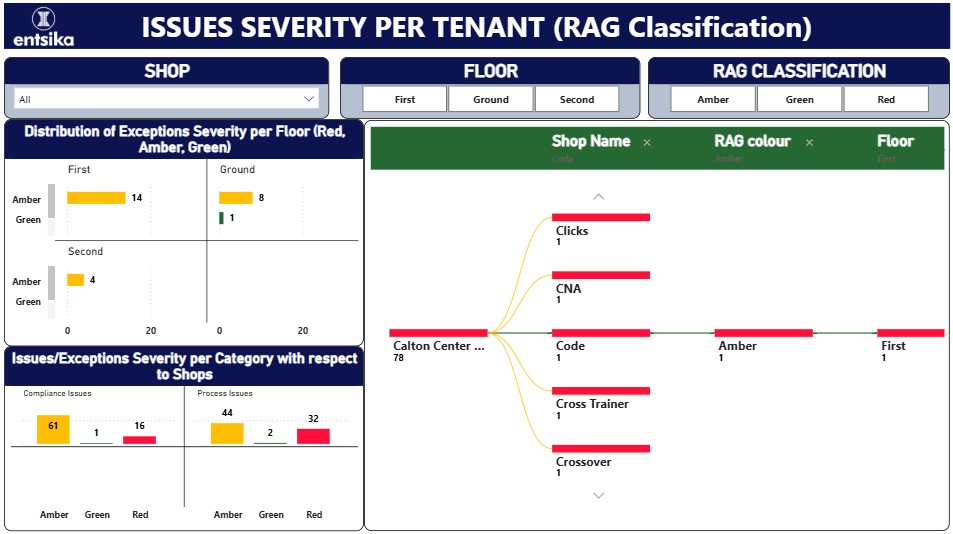 entsika
ISSUES SEVERITY PER TENANT (RAG Classification)
SHOP
All
FLOOR
First Ground Second
RAG CLASSIFICATION
Amber Green Red
Distribution of Exceptions Severity per Floor (Red,
Amber, Green)
First Ground
Amber 14 8
Green 1
Second
Amber 4
Green
0 20 0 20
Issues/Exceptions Severity per Category with respect
to Shops
Compliance Issues Process Issues
61 1 16 44 2 32
Amber Green Red Amber Green Red
Shop Name × RAG colour × Floor
Code Amber First
Clicks
1
CNA
1
Calton Center ... Code Amber First
78 1 1 1
Cross Trainer
1
Crossover
1